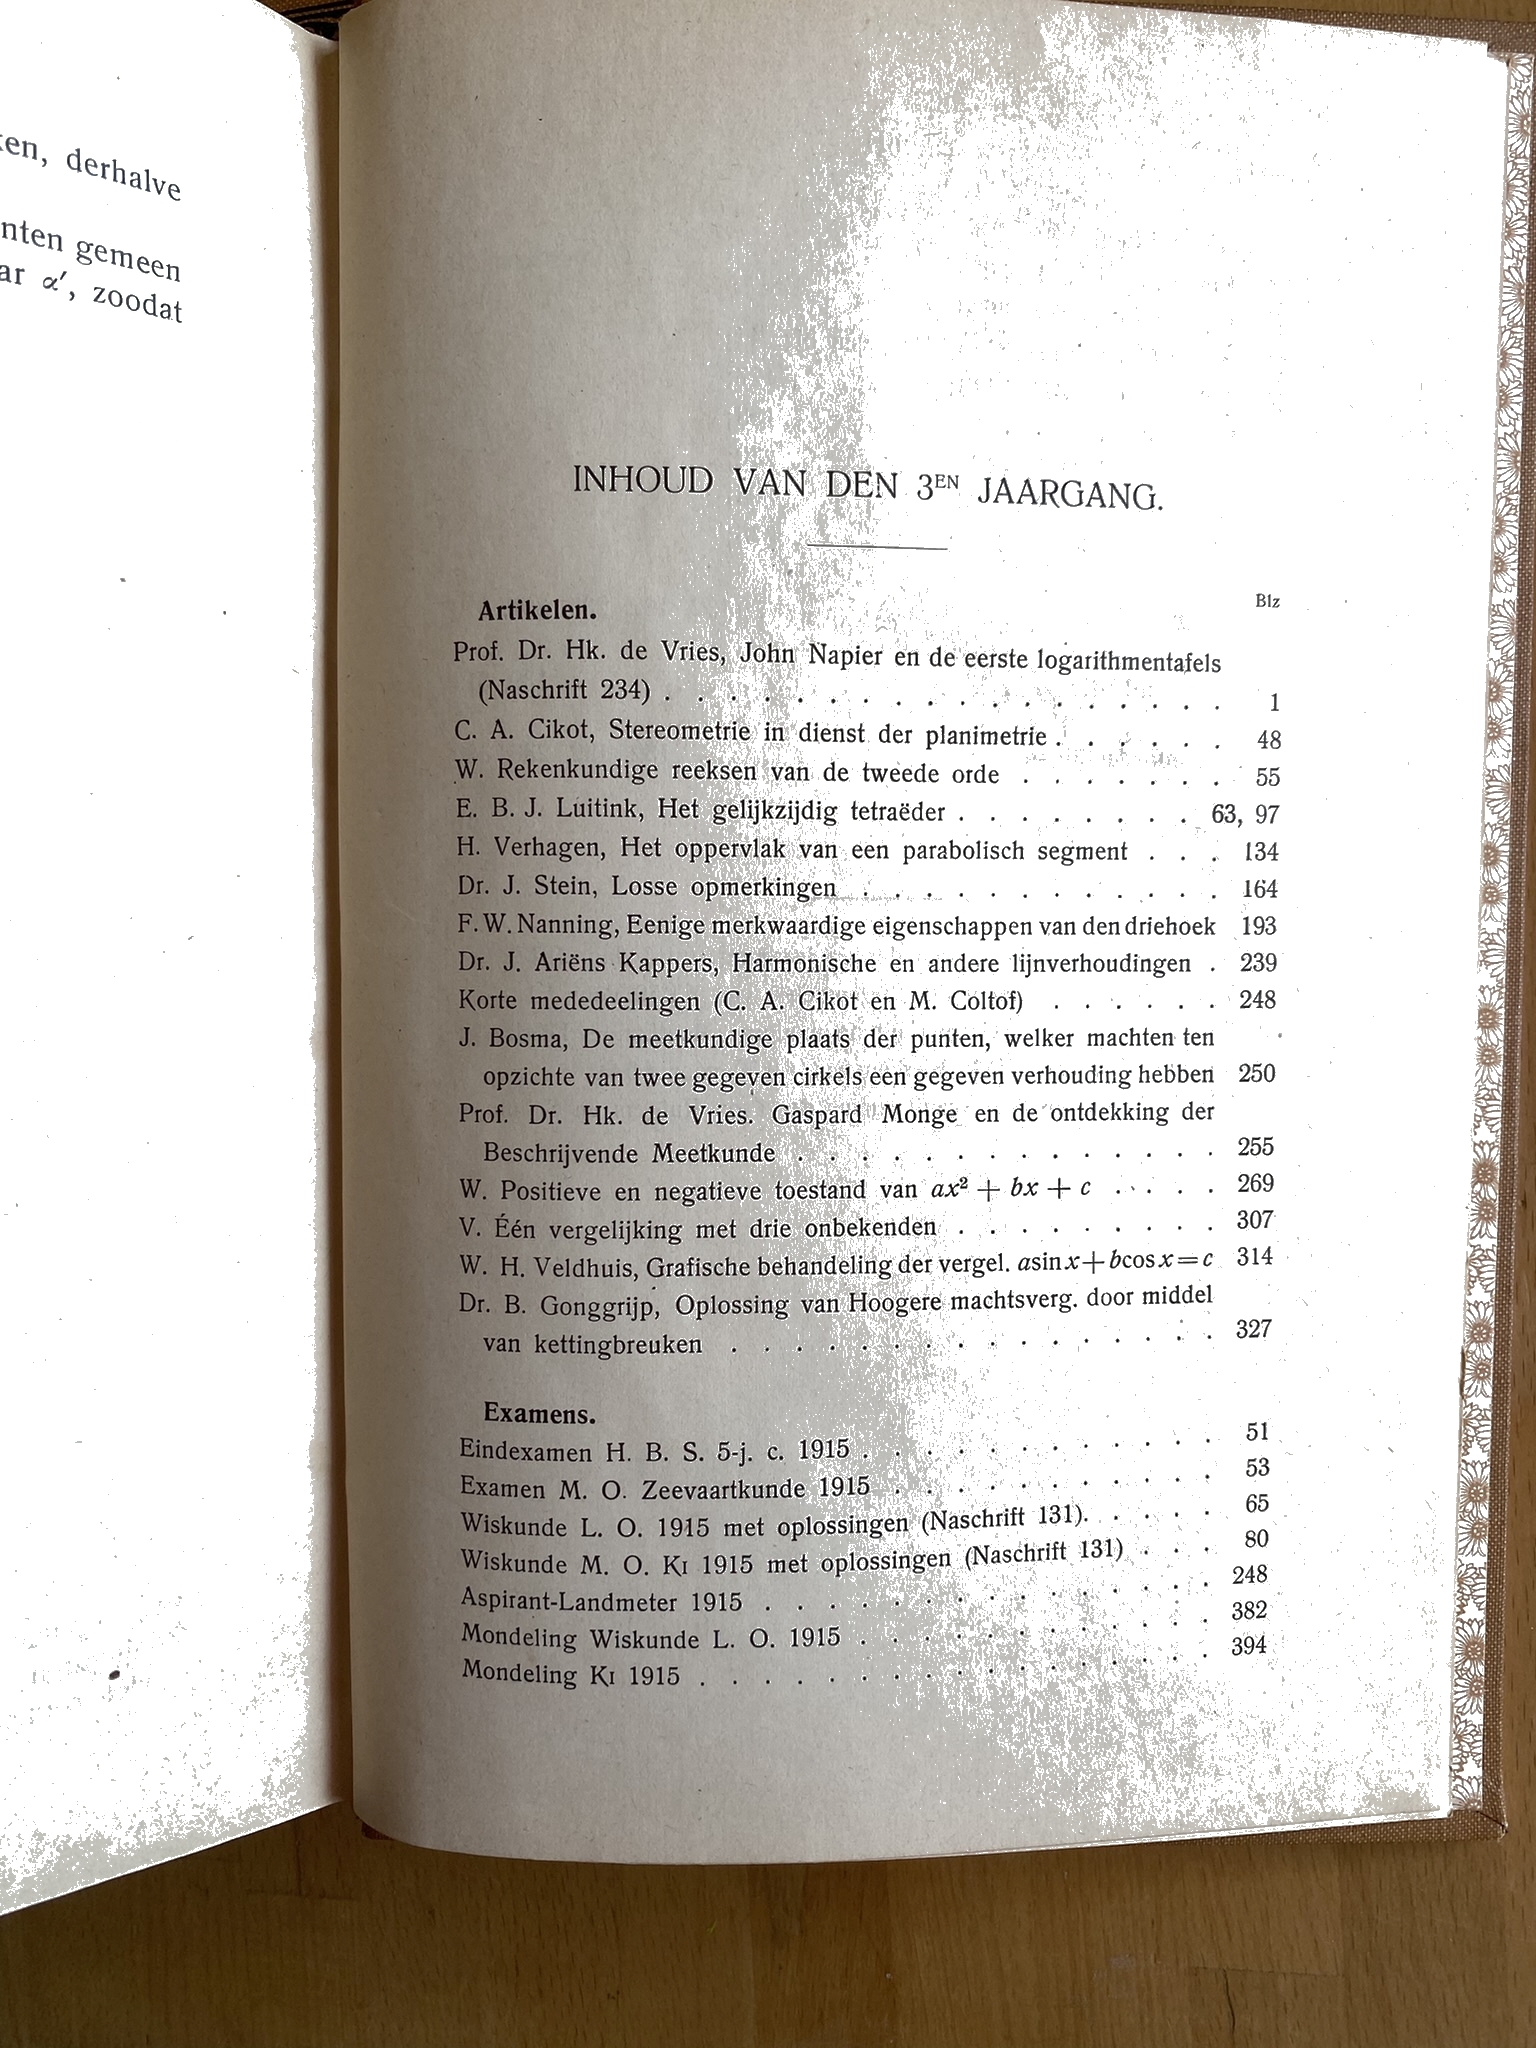 ken, derhalve
nten gemeen
ar α′, zoodat
INHOUD VAN DEN 3EN JAARGANG.
Artikelen. Blz
Prof. Dr. Hk. de Vries, John Napier en de eerste logarithmentafels
(Naschrift 234) . . . . . . . . . . . . . . . . . . 1
C. A. Cikot, Stereometrie in dienst der planimetrie . . . . . . 48
W. Rekenkundige reeksen van de tweede orde . . . . . . . 55
E. B. J. Luitink, Het gelijkzijdig tetraëder . . . . . . . . 63, 97
H. Verhagen, Het oppervlak van een parabolisch segment . . . 134
Dr. J. Stein, Losse opmerkingen . . . . . . . . . . . . 164
F. W. Nanning, Eenige merkwaardige eigenschappen van den driehoek 193
Dr. J. Ariëns Kappers, Harmonische en andere lijnverhoudingen . 239
Korte mededeelingen (C. A. Cikot en M. Coltof) . . . . . . 248
J. Bosma, De meetkundige plaats der punten, welker machten ten
opzichte van twee gegeven cirkels een gegeven verhouding hebben 250
Prof. Dr. Hk. de Vries. Gaspard Monge en de ontdekking der
Beschrijvende Meetkunde . . . . . . . . . . . . . . 255
W. Positieve en negatieve toestand van ax² + bx + c . . . . 269
V. Één vergelijking met drie onbekenden . . . . . . . . . 307
W. H. Veldhuis, Grafische behandeling der vergel. asinx+bcosx=c 314
Dr. B. Gonggrijp, Oplossing van Hoogere machtsverg. door middel
van kettingbreuken . . . . . . . . . . . . . . . . 327
Examens.
Eindexamen H. B. S. 5-j. c. 1915 . . . . . . . . . . . . 51
Examen M. O. Zeevaartkunde 1915 . . . . . . . . . . . 53
Wiskunde L. O. 1915 met oplossingen (Naschrift 131). . . . . 65
Wiskunde M. O. KI 1915 met oplossingen (Naschrift 131) . . . 80
Aspirant-Landmeter 1915 . . . . . . . . . . . . . . . 248
Mondeling Wiskunde L. O. 1915 . . . . . . . . . . . . 382
Mondeling KI 1915 . . . . . . . . . . . . . . . . . 394